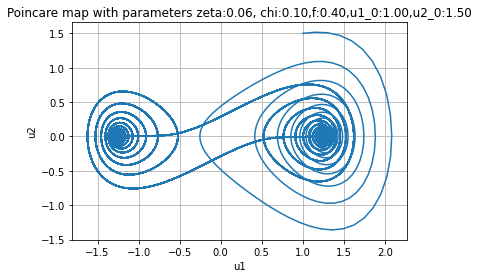 Poincare map with parameters zeta:0.06, chi:0.10,f:0.40,u1_0:1.00,u2_0:1.50
1.5
1.0
0.5
0.0
−0.5
−1.0
−1.5
u2
−1.5 −1.0 −0.5 0.0 0.5 1.0 1.5 2.0
u1